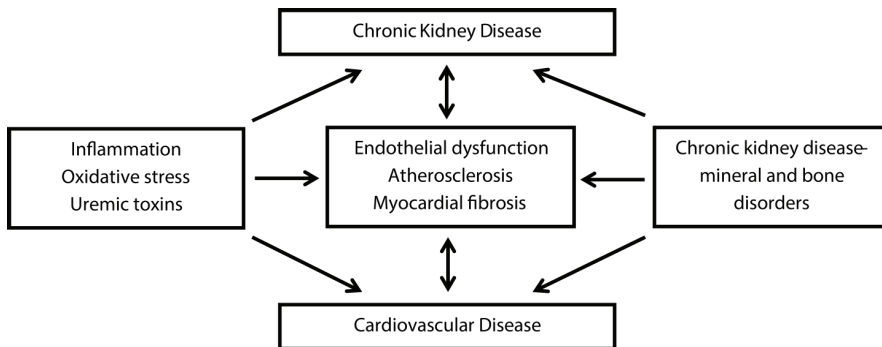 Chronic Kidney Disease
Inflammation
Oxidative stress
Uremic toxins
Endothelial dysfunction
Atherosclerosis
Myocardial fibrosis
Chronic kidney disease-
mineral and bone
disorders
Cardiovascular Disease